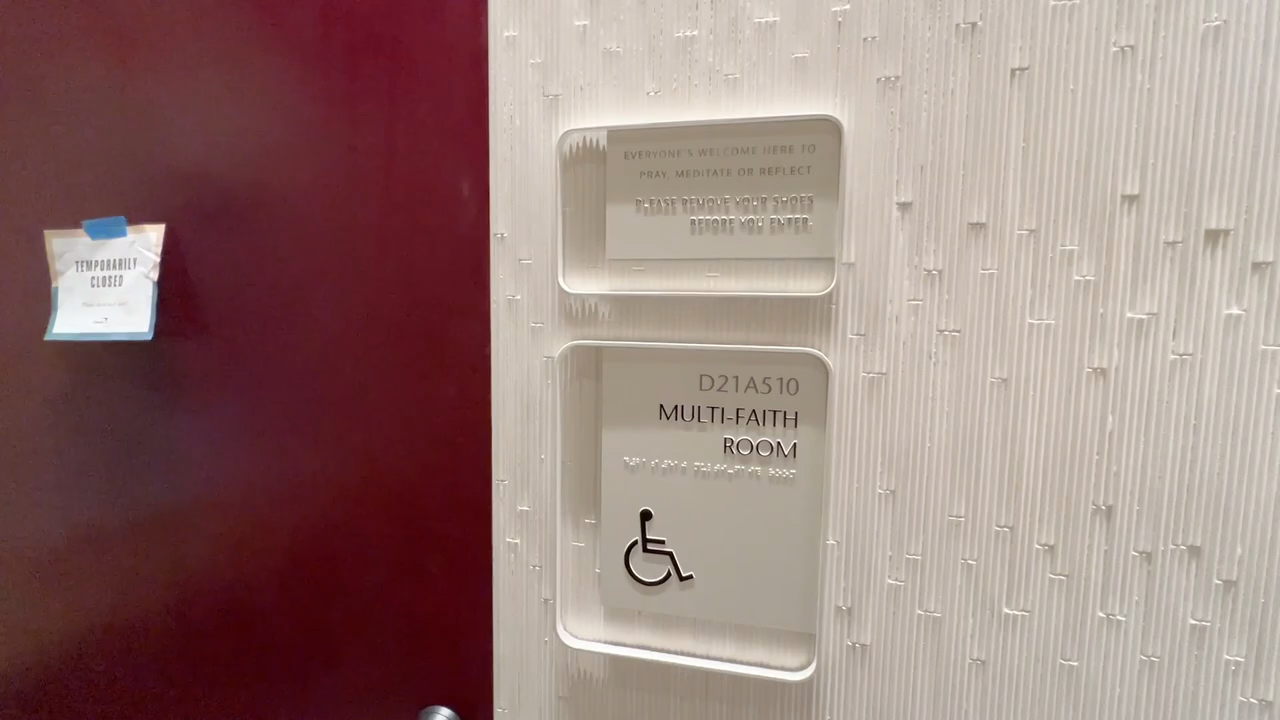 TEMPORARILY
CLOSED
EVERYONE'S WELCOME HERE TO
PRAY, MEDITATE OR REFLECT
PLEASE REMOVE YOUR SHOES
BEFORE YOU ENTER.
D21A510
MULTI-FAITH
ROOM